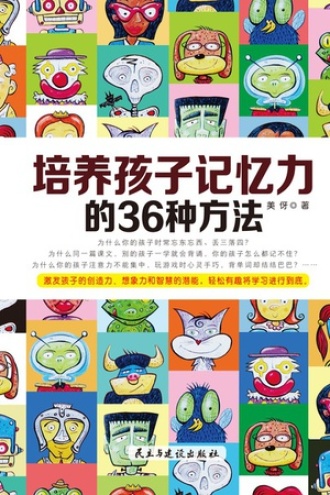 培养孩子记忆力
的36种方法
美伢◎著
为什么你的孩子时常忘东忘西，丢三落四？
为什么同一篇课文，别的孩子一学就会背诵，你的孩子怎么都记不住？
为什么你的孩子注意力不能集中，玩游戏时心灵手巧，背单词却结结巴巴？……
激发孩子的创造力、想象力和智慧的潜能，轻松有趣将学习进行到底。
民主与建设出版社